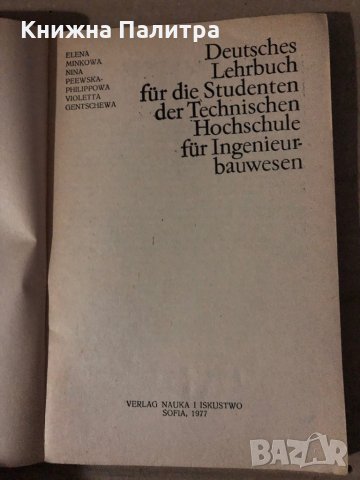 Книжна Палитра
ELENA
MINKOWA
NINA
PEEWSKA-
PHILIPPOWA
VIOLETTA
GENTSCHEWA
Deutsches
Lehrbuch
für die Studenten
der Technischen
Hochschule
für Ingenieur-
bauwesen
VERLAG NAUKA I ISKUSTWO
SOFIA, 1977
BAZAR